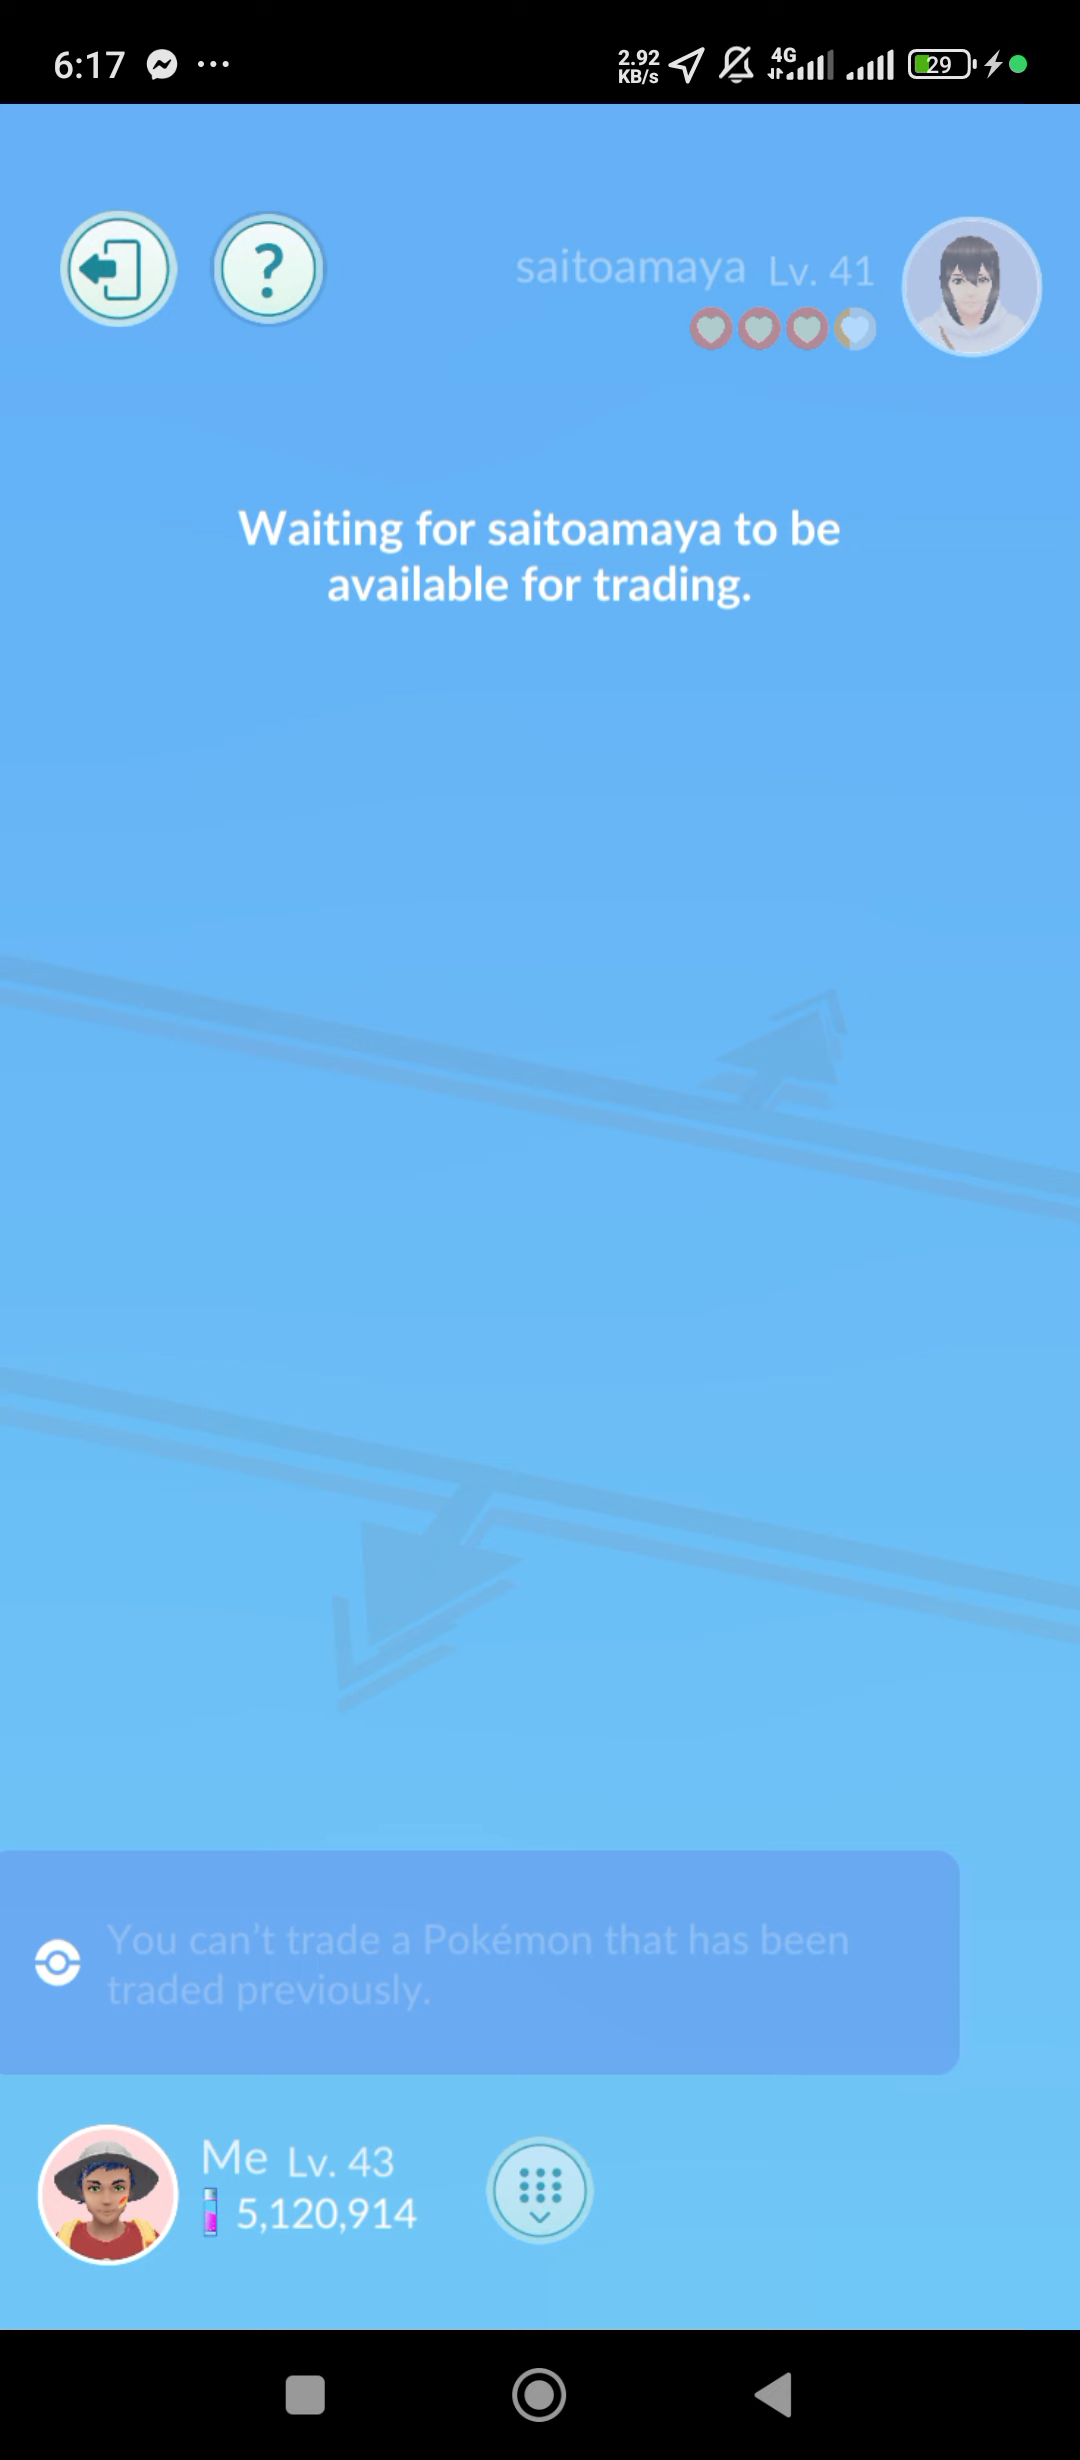 6:17 ...
2.92
KB/s
4G
29
?
saitoamaya Lv. 41
Waiting for saitoamaya to be
available for trading.
You can't trade a Pokémon that has been
traded previously.
Me Lv. 43
5,120,914